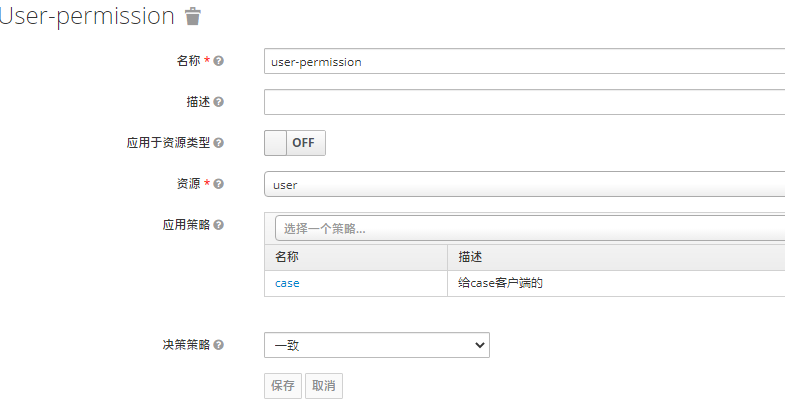 User-permission
名称 * user-permission
描述
应用于资源类型 OFF
资源 * user
应用策略 选择一个策略...
名称 描述
case 给case客户端的
决策策略 一致
保存 取消